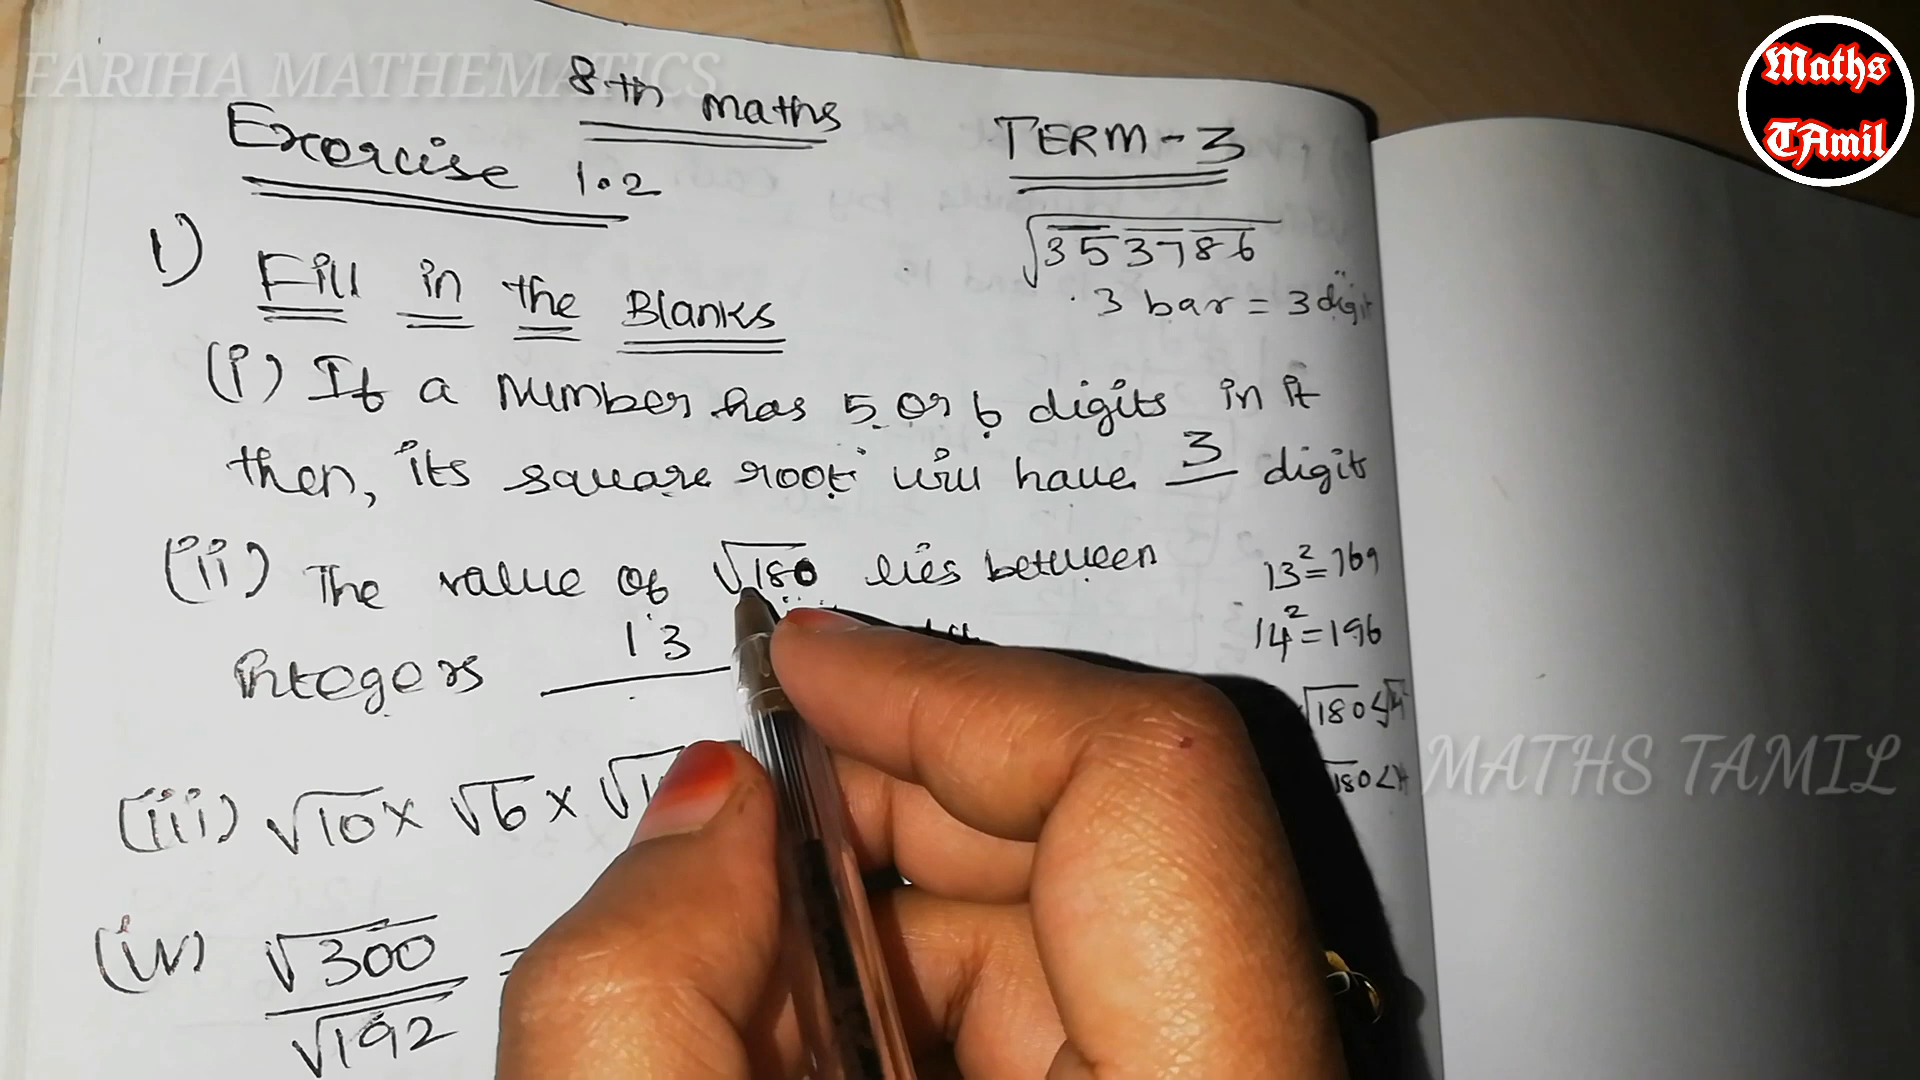 FARIHA MATHEMATICS
Maths
TAmil
8th maths
Exercise 1.2
TERM - 3
1) Fill in the Blanks
√353786
3 bar = 3 digit
(i) If a Number has 5 or 6 digits in it
then, its square root will have 3 digit
(ii) The value of √180 lies between
integers 13
13² = 169
14² = 196
√180 <
√180 <
(iii) √10 × √6 ×
(iv) √300
√192
=
MATHS TAMIL